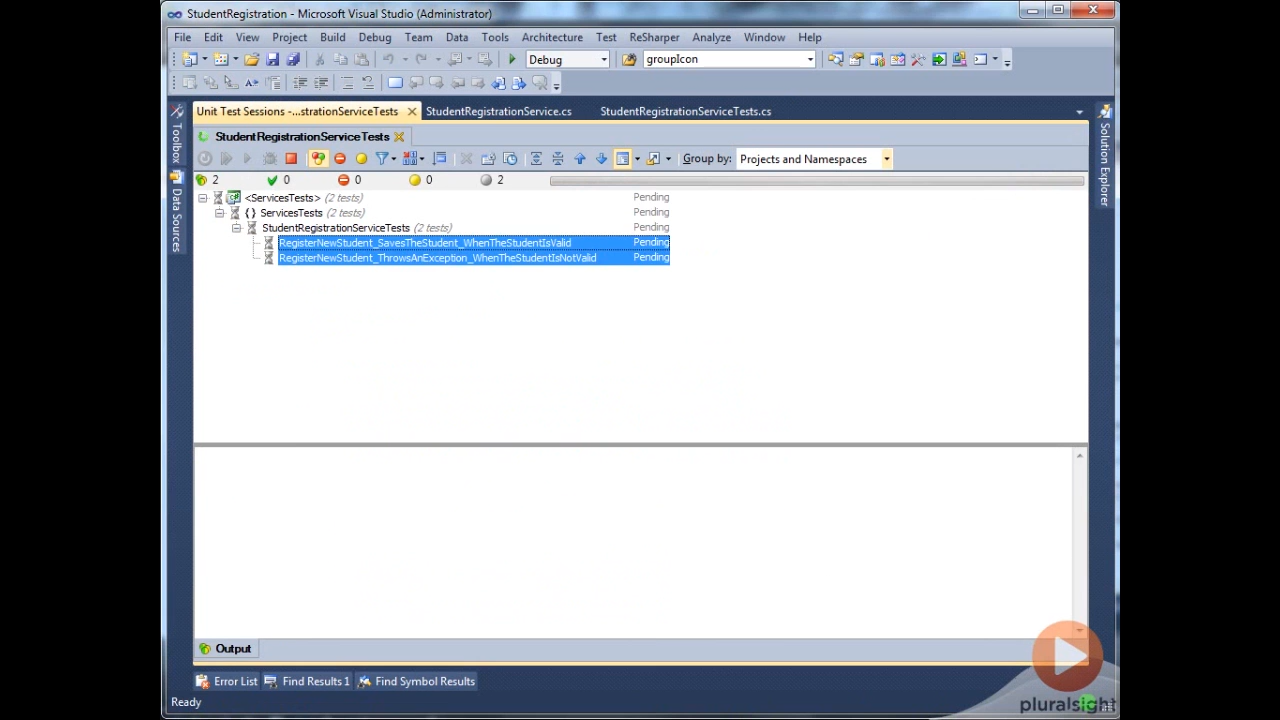 StudentRegistration - Microsoft Visual Studio (Administrator)
File Edit View Project Build Debug Team Data Tools Architecture Test ReSharper Analyze Window Help
Debug groupIcon
Unit Test Sessions -...strationServiceTests StudentRegistrationService.cs StudentRegistrationServiceTests.cs
StudentRegistrationServiceTests
Group by: Projects and Namespaces
2 0 0 0 2
<ServicesTests> (2 tests) Pending
{} ServicesTests (2 tests) Pending
StudentRegistrationServiceTests (2 tests) Pending
RegisterNewStudent_SavesTheStudent_WhenTheStudentIsValid Pending
RegisterNewStudent_ThrowsAnException_WhenTheStudentIsNotValid Pending
Toolbox
Data Sources
Solution Explorer
Output
Error List Find Results 1 Find Symbol Results
Ready
pluralsight